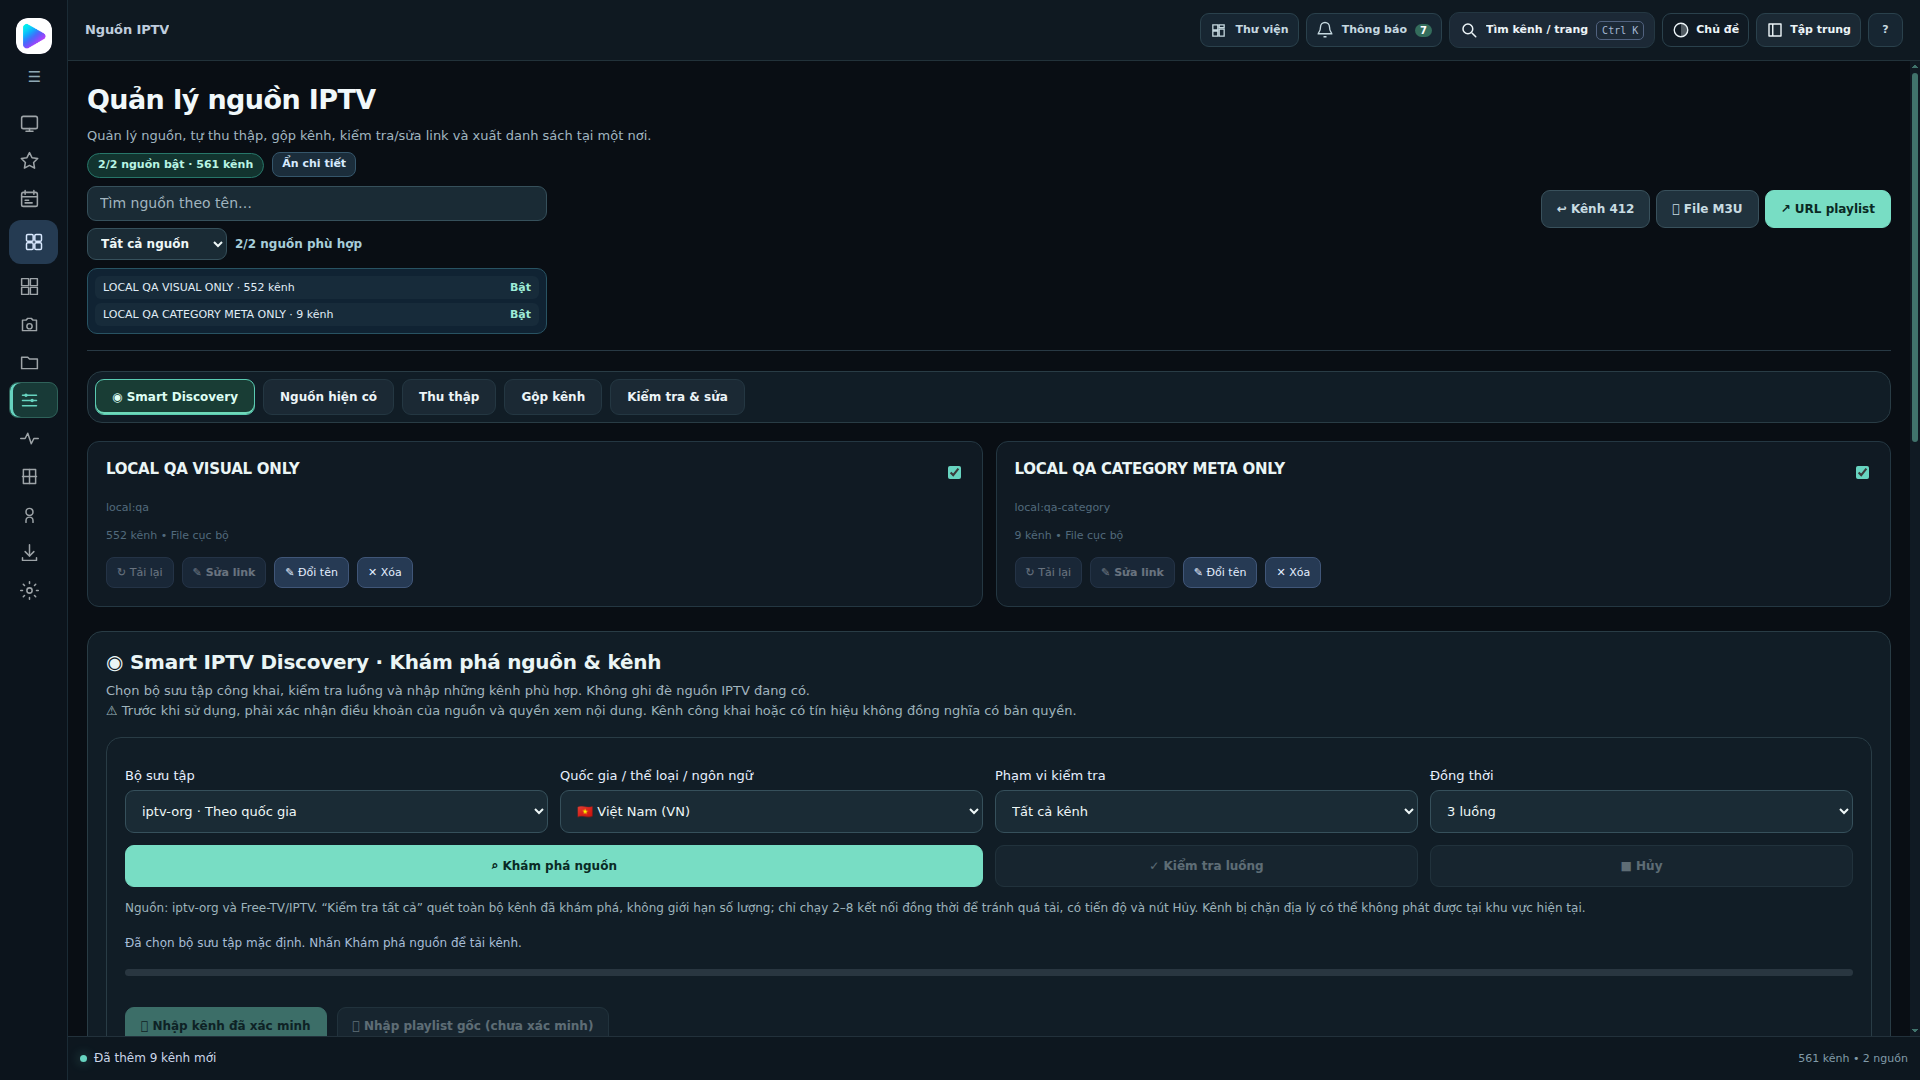 Nguồn IPTV
Thư viện
Thông báo 7
Tìm kênh / trang Ctrl K
Chủ đề
Tập trung
?
Quản lý nguồn IPTV
Quản lý nguồn, tự thu thập, gộp kênh, kiểm tra/sửa link và xuất danh sách tại một nơi.
2/2 nguồn bật · 561 kênh
Ẩn chi tiết
Tìm nguồn theo tên...
↩ Kênh 412
File M3U
↗ URL playlist
Tất cả nguồn
2/2 nguồn phù hợp
LOCAL QA VISUAL ONLY · 552 kênh Bật
LOCAL QA CATEGORY META ONLY · 9 kênh Bật
◉ Smart Discovery
Nguồn hiện có
Thu thập
Gộp kênh
Kiểm tra & sửa
LOCAL QA VISUAL ONLY
local:qa
552 kênh • File cục bộ
↻ Tải lại
✎ Sửa link
✎ Đổi tên
✕ Xóa
LOCAL QA CATEGORY META ONLY
local:qa-category
9 kênh • File cục bộ
↻ Tải lại
✎ Sửa link
✎ Đổi tên
✕ Xóa
◉ Smart IPTV Discovery · Khám phá nguồn & kênh
Chọn bộ sưu tập công khai, kiểm tra luồng và nhập những kênh phù hợp. Không ghi đè nguồn IPTV đang có.
⚠ Trước khi sử dụng, phải xác nhận điều khoản của nguồn và quyền xem nội dung. Kênh công khai hoặc có tín hiệu không đồng nghĩa có bản quyền.
Bộ sưu tập
iptv-org · Theo quốc gia
Quốc gia / thể loại / ngôn ngữ
🇻🇳 Việt Nam (VN)
Phạm vi kiểm tra
Tất cả kênh
Đồng thời
3 luồng
⌕ Khám phá nguồn
✓ Kiểm tra luồng
■ Hủy
Nguồn: iptv-org và Free-TV/IPTV. “Kiểm tra tất cả” quét toàn bộ kênh đã khám phá, không giới hạn số lượng; chỉ chạy 2–8 kết nối đồng thời để tránh quá tải, có tiến độ và nút Hủy. Kênh bị chặn địa lý có thể không phát được tại khu vực hiện tại.
Đã chọn bộ sưu tập mặc định. Nhấn Khám phá nguồn để tải kênh.
Nhập kênh đã xác minh
Nhập playlist gốc (chưa xác minh)
Đã thêm 9 kênh mới
561 kênh • 2 nguồn